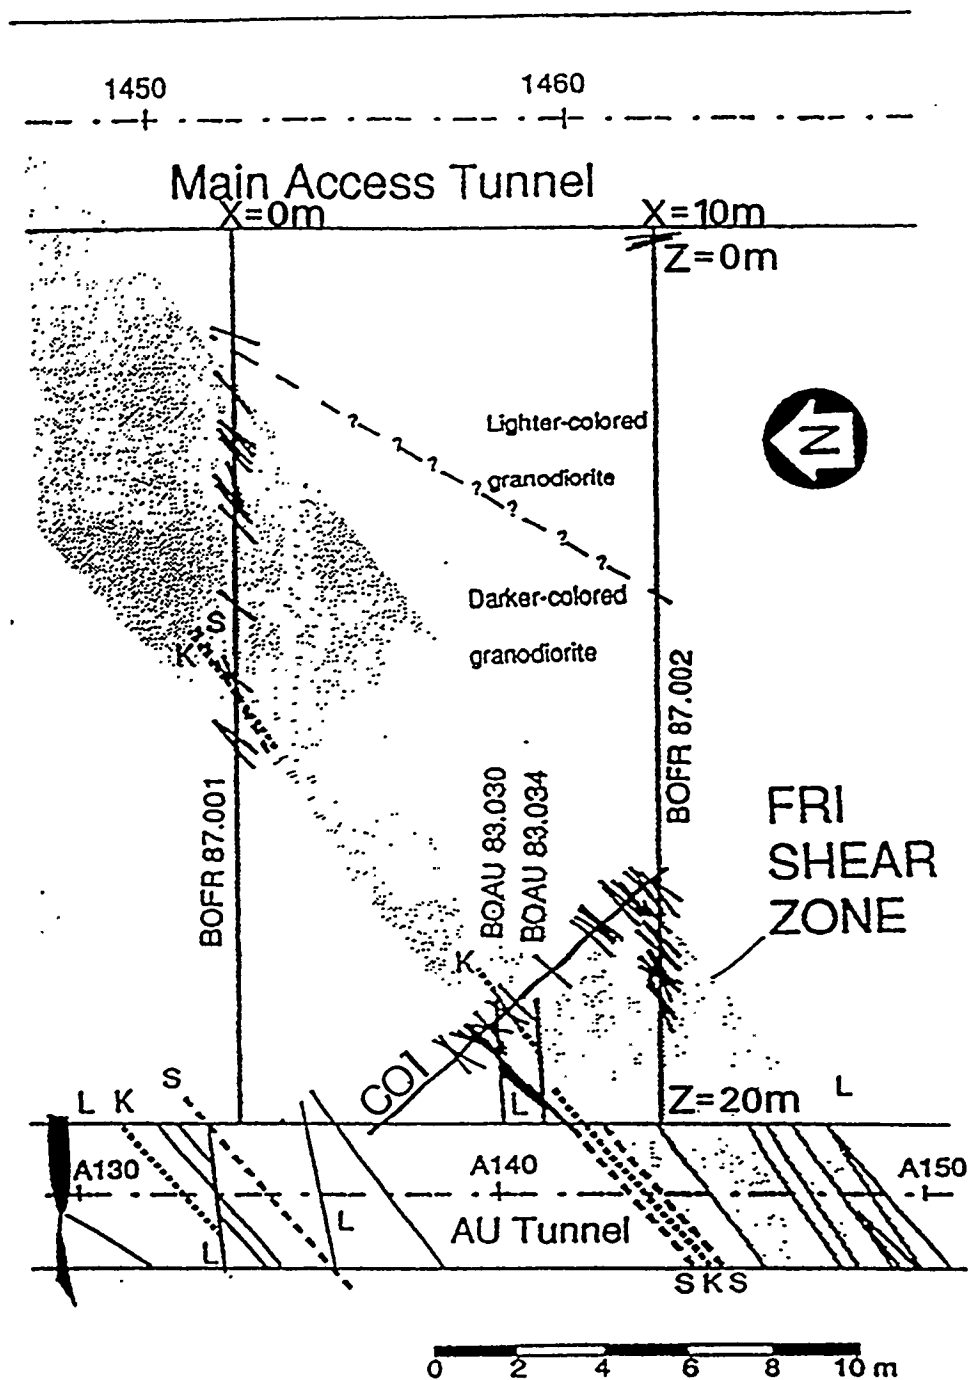 1450 1460
Main Access Tunnel
X=0m X=10m
Z=0m
N
Lighter-colored
granodiorite
? ? ? ? ? ? ?
Darker-colored
granodiorite
S
K
BOFR 87.001
BOAU 83.030
BOAU 83.034
BOFR 87.002
FRI
SHEAR
ZONE
K
CO1
L
Z=20m
L
L K S
A130 A140 A150
L L
AU Tunnel
S K S
0 2 4 6 8 10 m